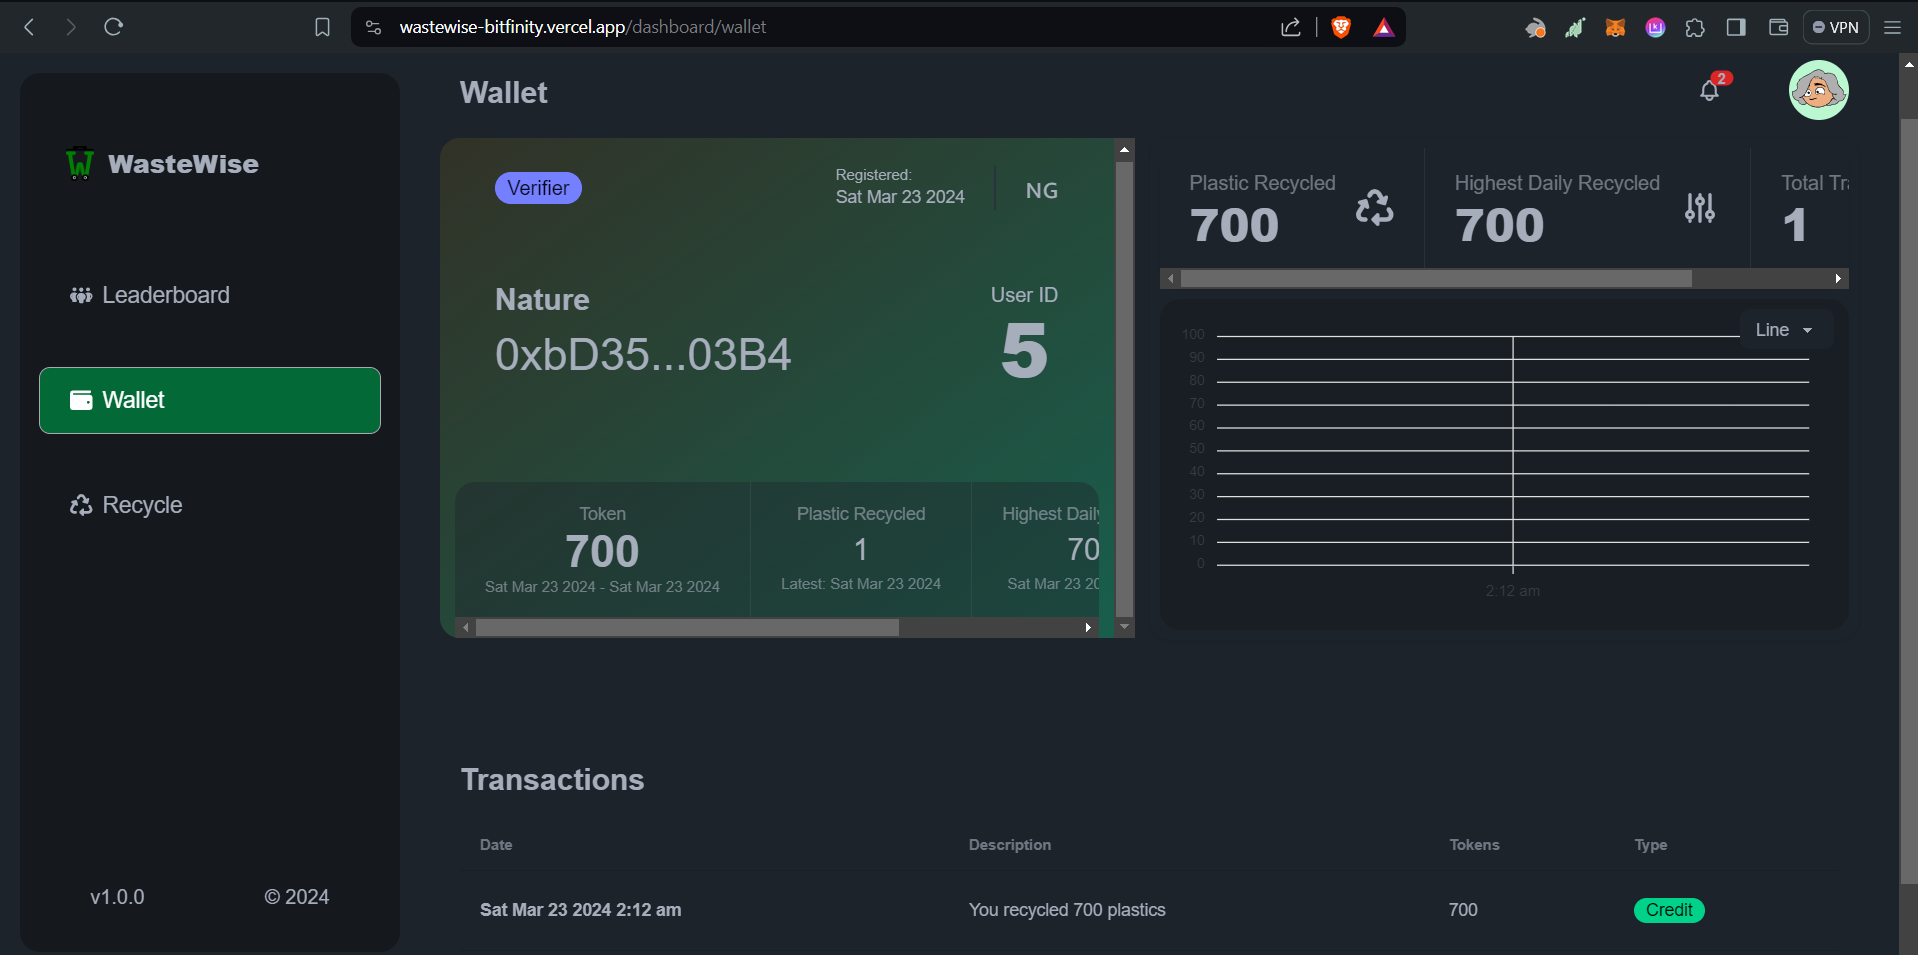 wastewise-bitfinity.vercel.app/dashboard/wallet
VPN
WasteWise
Leaderboard
Wallet
Recycle
v1.0.0
© 2024
Wallet
2
Verifier
Registered:
Sat Mar 23 2024
NG
Nature
0xbD35...03B4
User ID
5
Token
700
Sat Mar 23 2024 - Sat Mar 23 2024
Plastic Recycled
1
Latest: Sat Mar 23 2024
Highest Daily
70
Sat Mar 23 20
Plastic Recycled
700
Highest Daily Recycled
700
Total Tr
1
Line
100
90
80
70
60
50
40
30
20
10
0
2:12 am
Transactions
Date Description Tokens Type
Sat Mar 23 2024 2:12 am You recycled 700 plastics 700 Credit